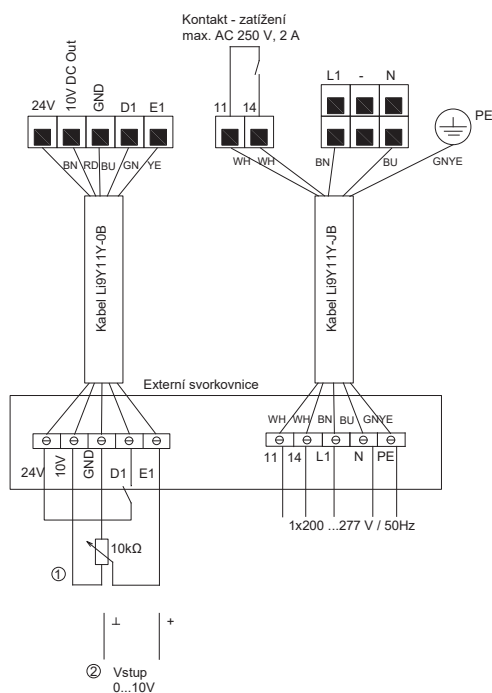 Kontakt - zatížení
max. AC 250 V, 2 A
24V
10V DC Out
GND
D1
E1
11
14
L1
-
N
PE
BN
RD
BU
GN
YE
WH
WH
BN
BU
GNYE
Kabel Li9Y11Y-0B
Kabel Li9Y11Y-JB
Externí svorkovnice
WH
WH
BN
BU
GNYE
24V
10V
GND
D1
E1
11
14
L1
N
PE
1x200 ...277 V / 50Hz
10kΩ
①
⊥
+
② Vstup
0...10V